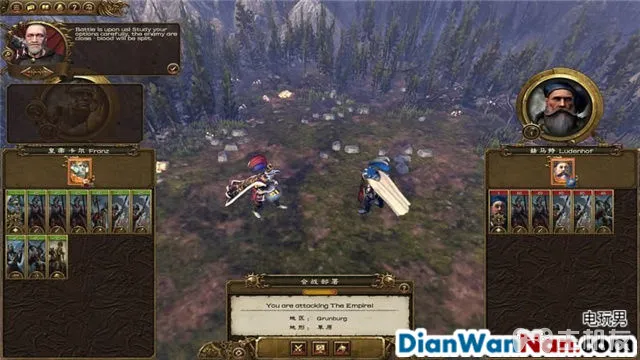 Battle is upon us! Study your
options carefully, the enemy are
close - blood will be spilt.
皇帝卡尔 Franz
赫马玲 Ludenhof
会战部署
You are attacking The Empire!
地区: Grunburg
地形: 草原
电玩男
DianWanNan.com